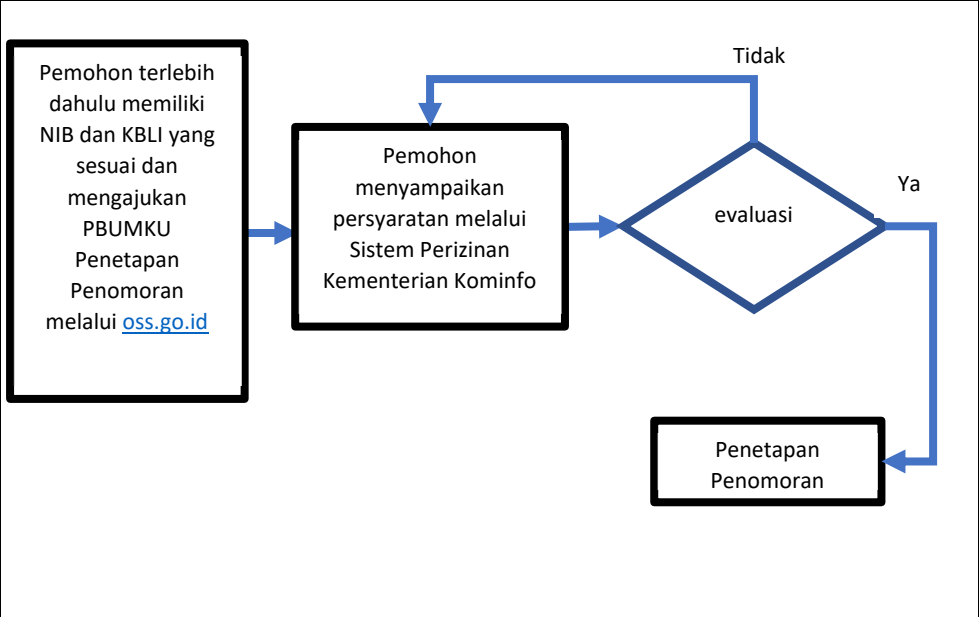 Pemohon terlebih
dahulu memiliki
NIB dan KBLI yang
sesuai dan
mengajukan
PBUMKU
Penetapan
Penomoran
melalui oss.go.id
Pemohon
menyampaikan
persyaratan melalui
Sistem Perizinan
Kementerian Kominfo
Tidak
evaluasi
Ya
Penetapan
Penomoran